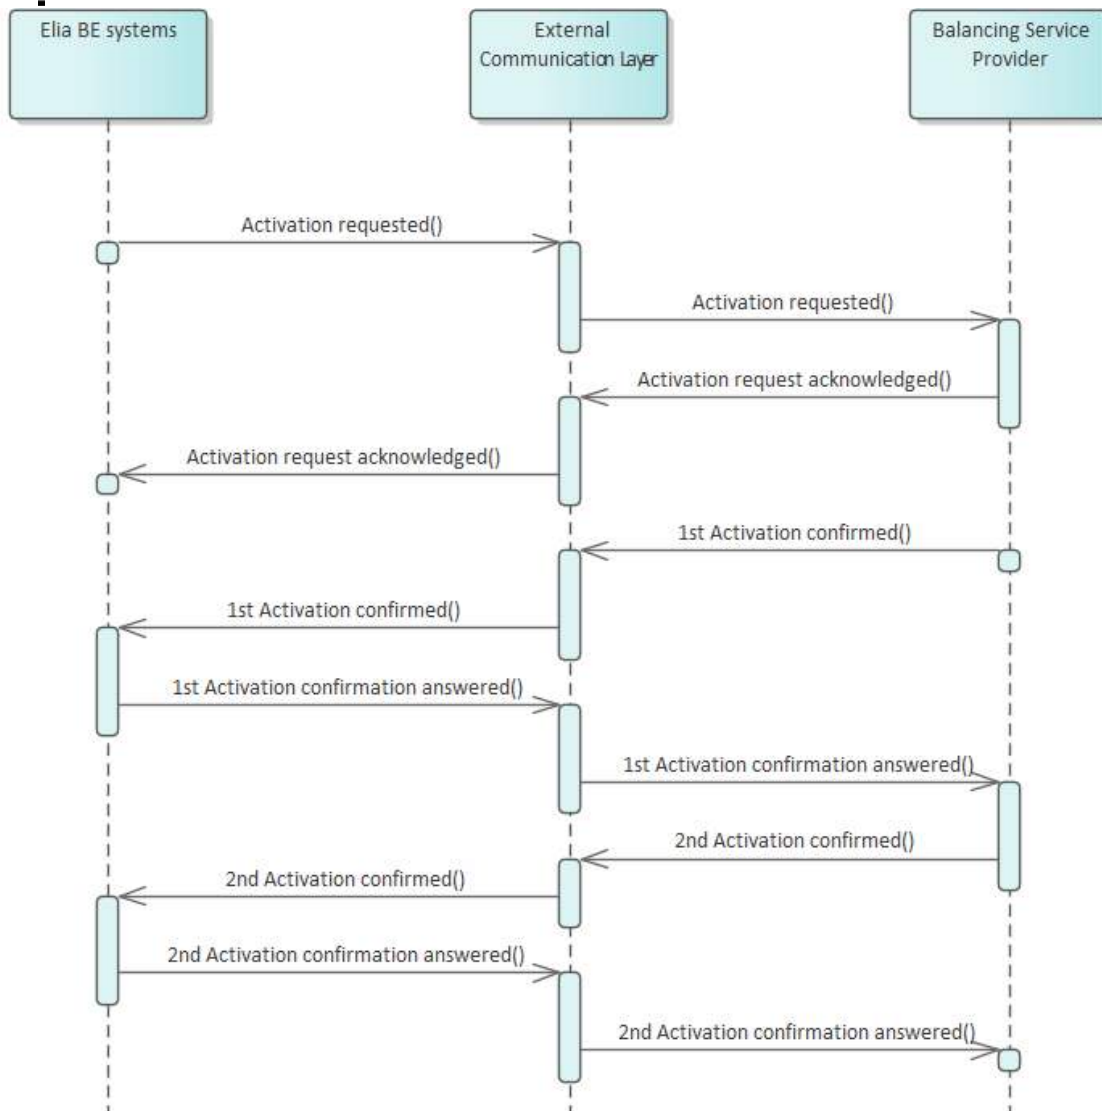 Elia BE systems
External
Communication Layer
Balancing Service
Provider
Activation requested()
Activation requested()
Activation request acknowledged()
Activation request acknowledged()
1st Activation confirmed()
1st Activation confirmed()
1st Activation confirmation answered()
1st Activation confirmation answered()
2nd Activation confirmed()
2nd Activation confirmed()
2nd Activation confirmation answered()
2nd Activation confirmation answered()